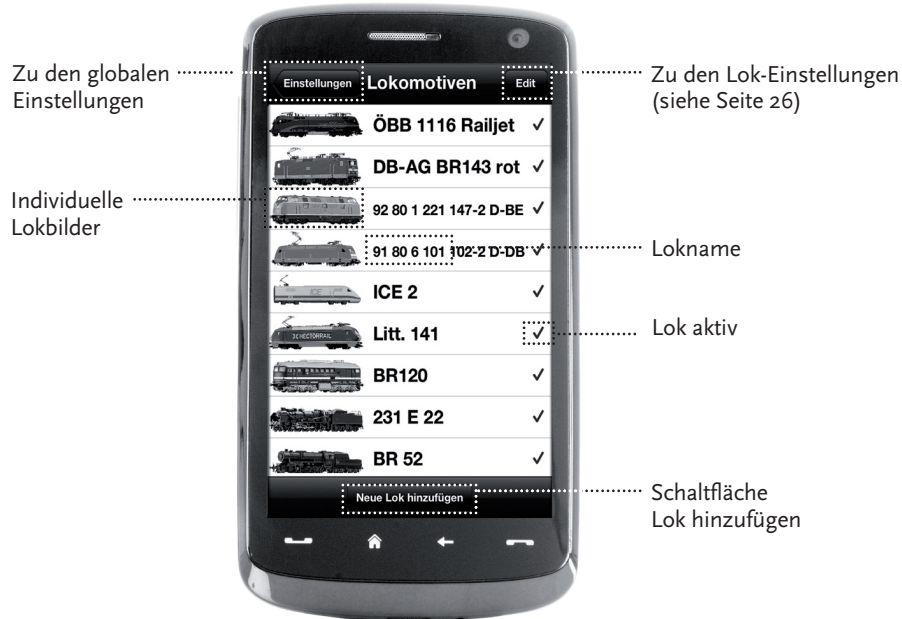 Zu den globalen
Einstellungen
Einstellungen
Lokomotiven
Edit
Zu den Lok-Einstellungen
(siehe Seite 26)
ÖBB 1116 Railjet ✓
DB-AG BR143 rot ✓
Individuelle
Lokbilder
92 80 1 221 147-2 D-BE ✓
91 80 6 101 102-2 D-DB ✓
Lokname
ICE
ICE 2 ✓
Litt. 141 ✓
Lok aktiv
BR120 ✓
231 E 22 ✓
BR 52 ✓
Neue Lok hinzufügen
Schaltfläche
Lok hinzufügen